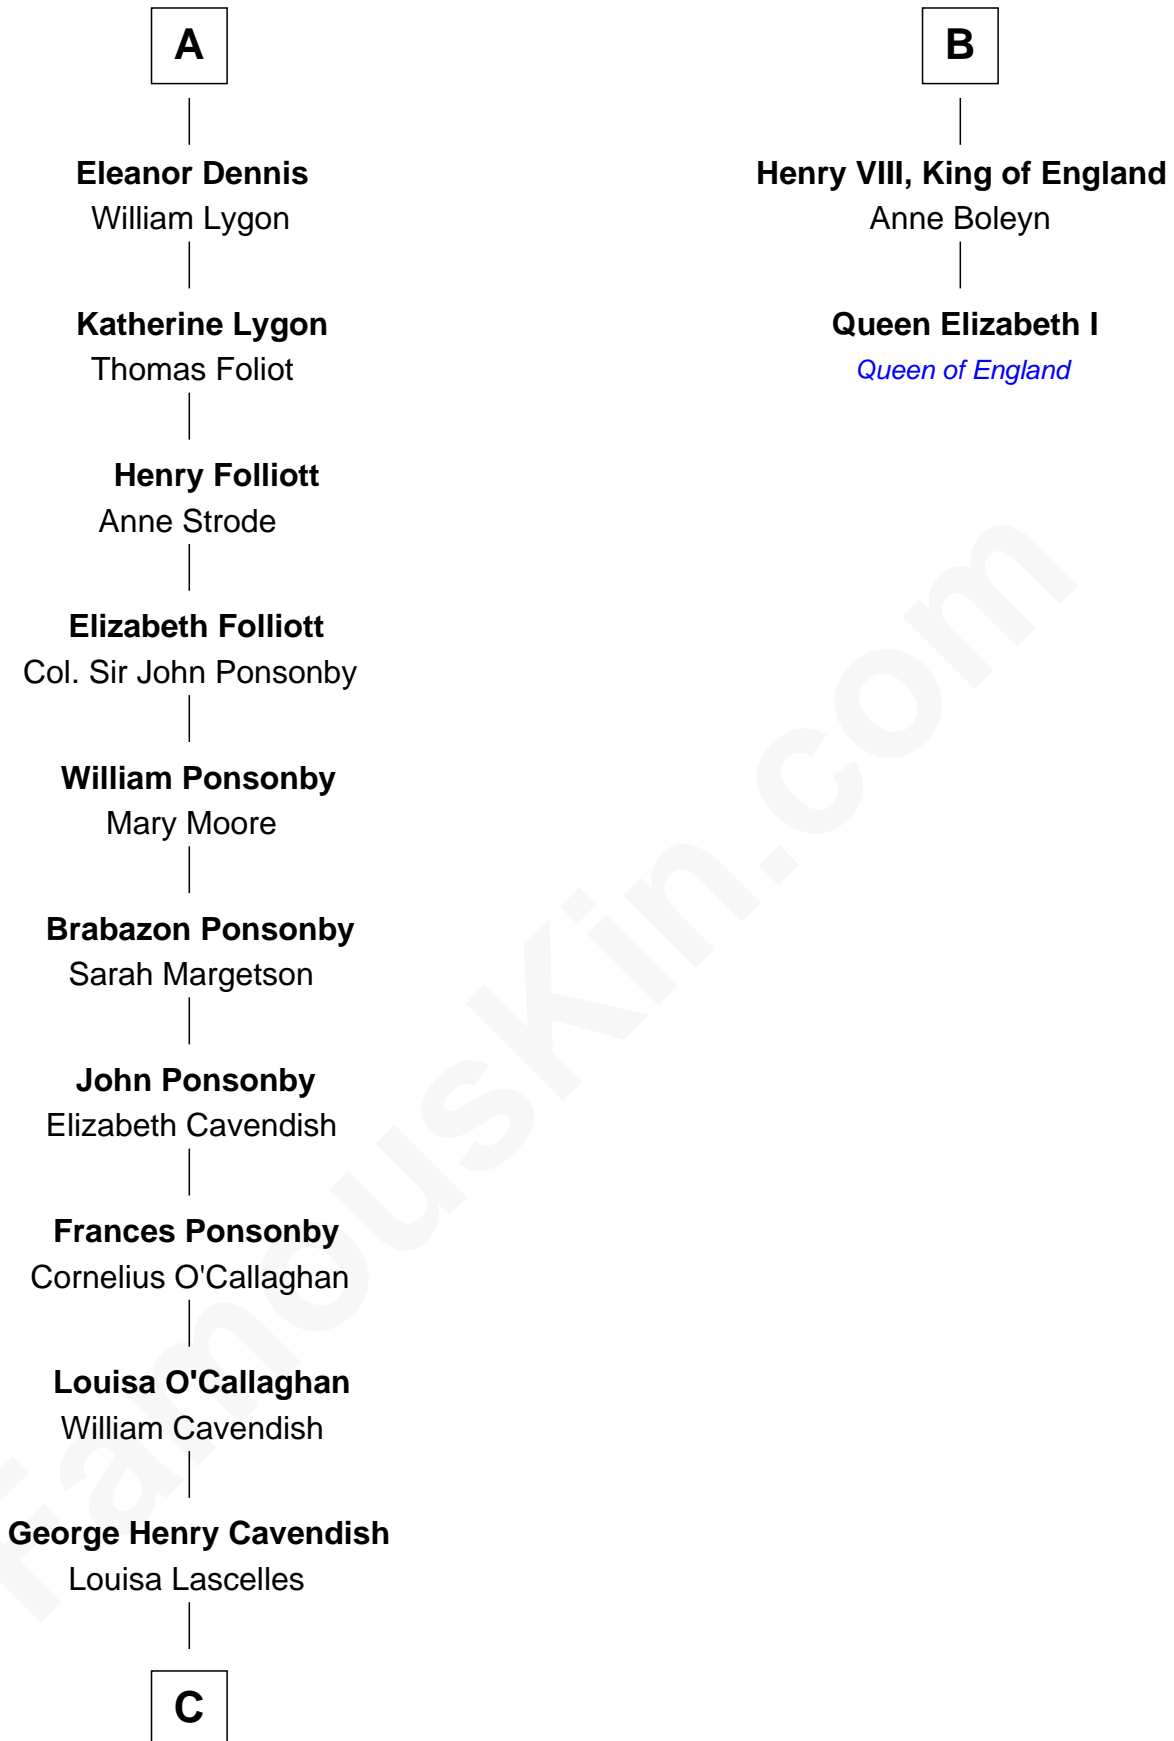 A
Eleanor Dennis
William Lygon
Katherine Lygon
Thomas Foliot
Henry Folliott
Anne Strode
Elizabeth Folliott
Col. Sir John Ponsonby
William Ponsonby
Mary Moore
Brabazon Ponsonby
Sarah Margetson
John Ponsonby
Elizabeth Cavendish
Frances Ponsonby
Cornelius O'Callaghan
Louisa O'Callaghan
William Cavendish
George Henry Cavendish
Louisa Lascelles
C
B
Henry VIII, King of England
Anne Boleyn
Queen Elizabeth I
Queen of England
FamousKin.com